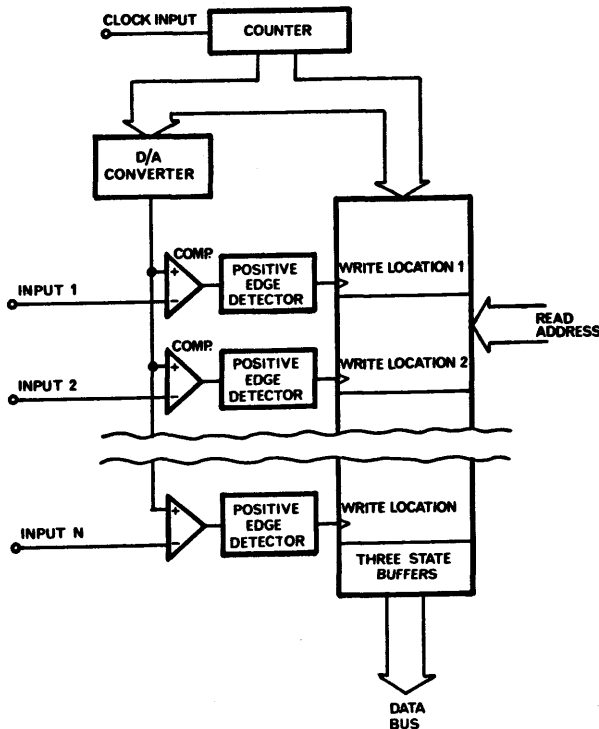 CLOCK INPUT
COUNTER
D/A
CONVERTER
COMP.
POSITIVE
EDGE
DETECTOR
WRITE LOCATION 1
INPUT 1
+
−
READ
ADDRESS
COMP.
POSITIVE
EDGE
DETECTOR
WRITE LOCATION 2
INPUT 2
+
−
POSITIVE
EDGE
DETECTOR
WRITE LOCATION
INPUT N
+
−
THREE STATE
BUFFERS
DATA
BUS